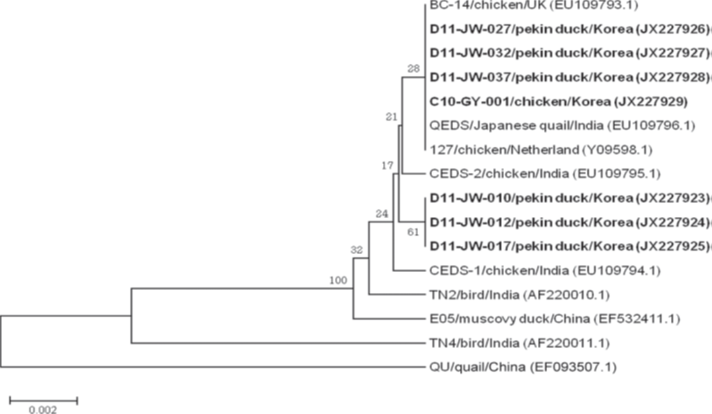 BC-14/chicken/UK (EU109793.1)
D11-JW-027/pekin duck/Korea (JX227926)
D11-JW-032/pekin duck/Korea (JX227927)
D11-JW-037/pekin duck/Korea (JX227928)
28
C10-GY-001/chicken/Korea (JX227929)
21
QEDS/Japanese quail/India (EU109796.1)
127/chicken/Netherland (Y09598.1)
17
CEDS-2/chicken/India (EU109795.1)
D11-JW-010/pekin duck/Korea (JX227923)
24
D11-JW-012/pekin duck/Korea (JX227924)
61
D11-JW-017/pekin duck/Korea (JX227925)
32
CEDS-1/chicken/India (EU109794.1)
100
TN2/bird/India (AF220010.1)
E05/muscovy duck/China (EF532411.1)
TN4/bird/India (AF220011.1)
QU/quail/China (EF093507.1)
0.002